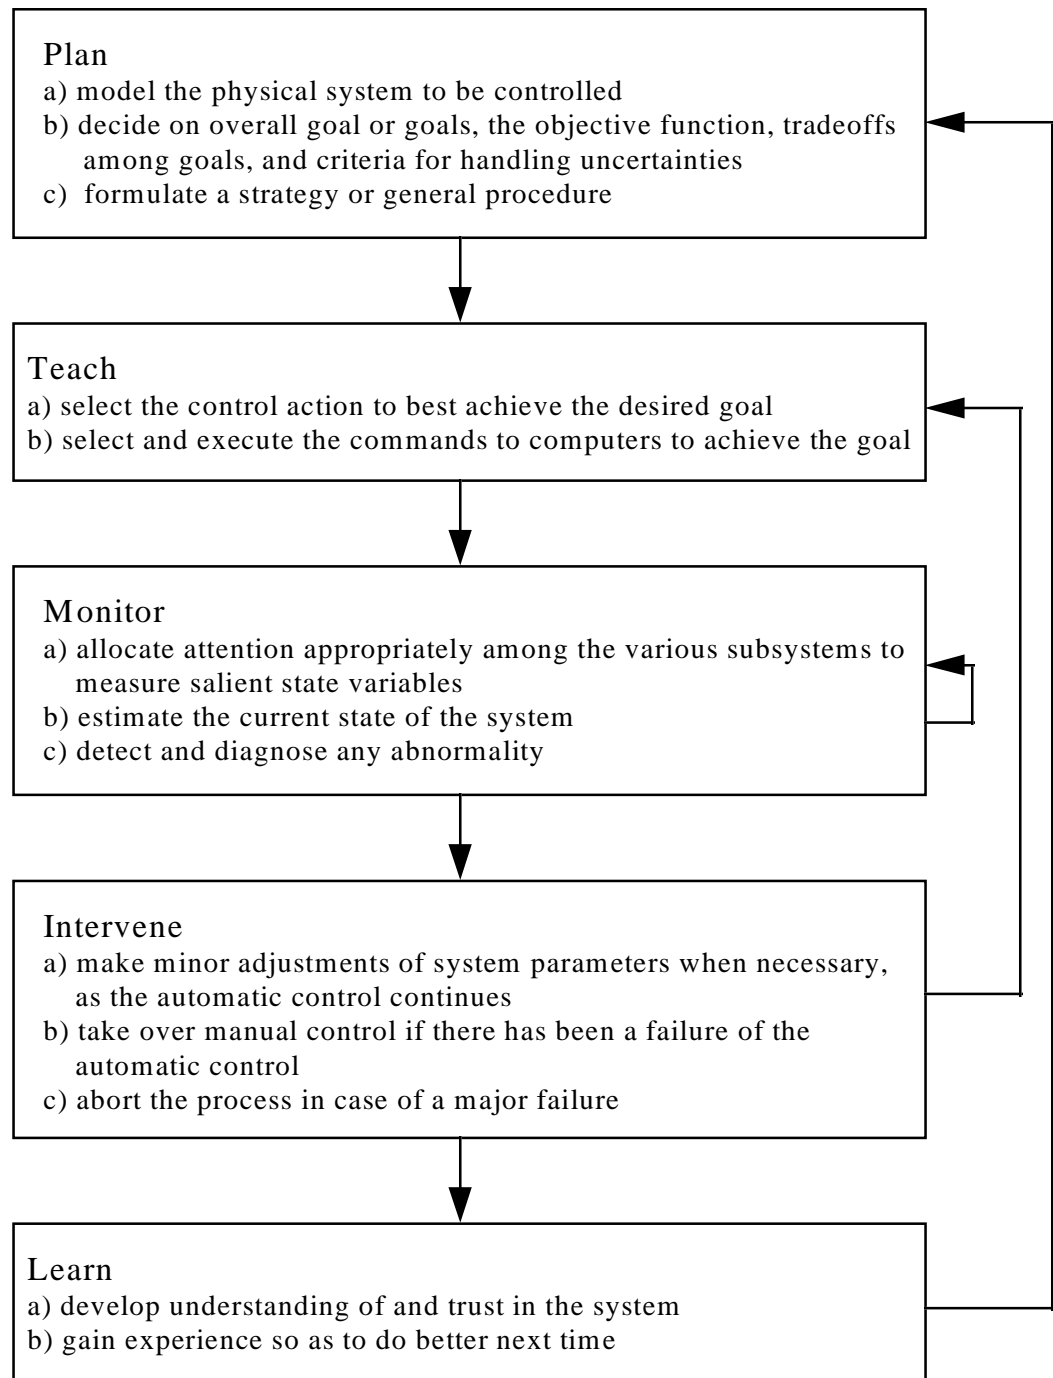 Plan
a) model the physical system to be controlled
b) decide on overall goal or goals, the objective function, tradeoffs
among goals, and criteria for handling uncertainties
c) formulate a strategy or general procedure
Teach
a) select the control action to best achieve the desired goal
b) select and execute the commands to computers to achieve the goal
Monitor
a) allocate attention appropriately among the various subsystems to
measure salient state variables
b) estimate the current state of the system
c) detect and diagnose any abnormality
Intervene
a) make minor adjustments of system parameters when necessary,
as the automatic control continues
b) take over manual control if there has been a failure of the
automatic control
c) abort the process in case of a major failure
Learn
a) develop understanding of and trust in the system
b) gain experience so as to do better next time